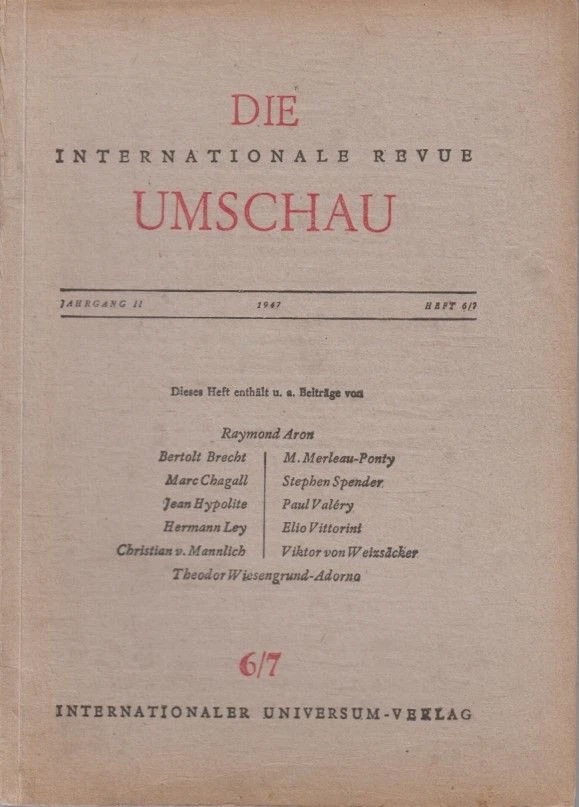 DIE
INTERNATIONALE REVUE
UMSCHAU
JAHRGANG II 1947 HEFT 6/7
Dieses Heft enthält u. a. Beiträge von
Raymond Aron
Bertolt Brecht
Marc Chagall
Jean Hypolite
Hermann Ley
Christian v. Mannlich
M. Merleau-Ponty
Stephen Spender
Paul Valéry
Elio Vittorini
Viktor von Weizsäcker
Theodor Wiesengrund-Adorno
6/7
INTERNATIONALER UNIVERSUM-VERLAG